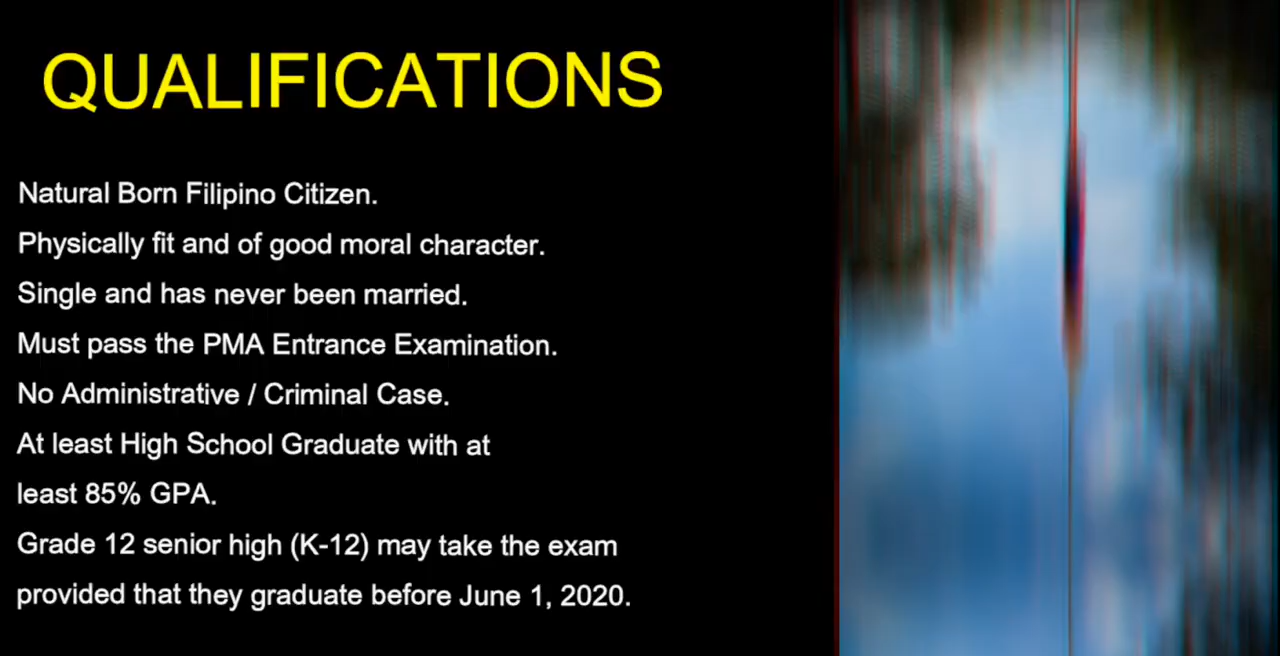 QUALIFICATIONS
Natural Born Filipino Citizen.
Physically fit and of good moral character.
Single and has never been married.
Must pass the PMA Entrance Examination.
No Administrative / Criminal Case.
At least High School Graduate with at
least 85% GPA.
Grade 12 senior high (K-12) may take the exam
provided that they graduate before June 1, 2020.